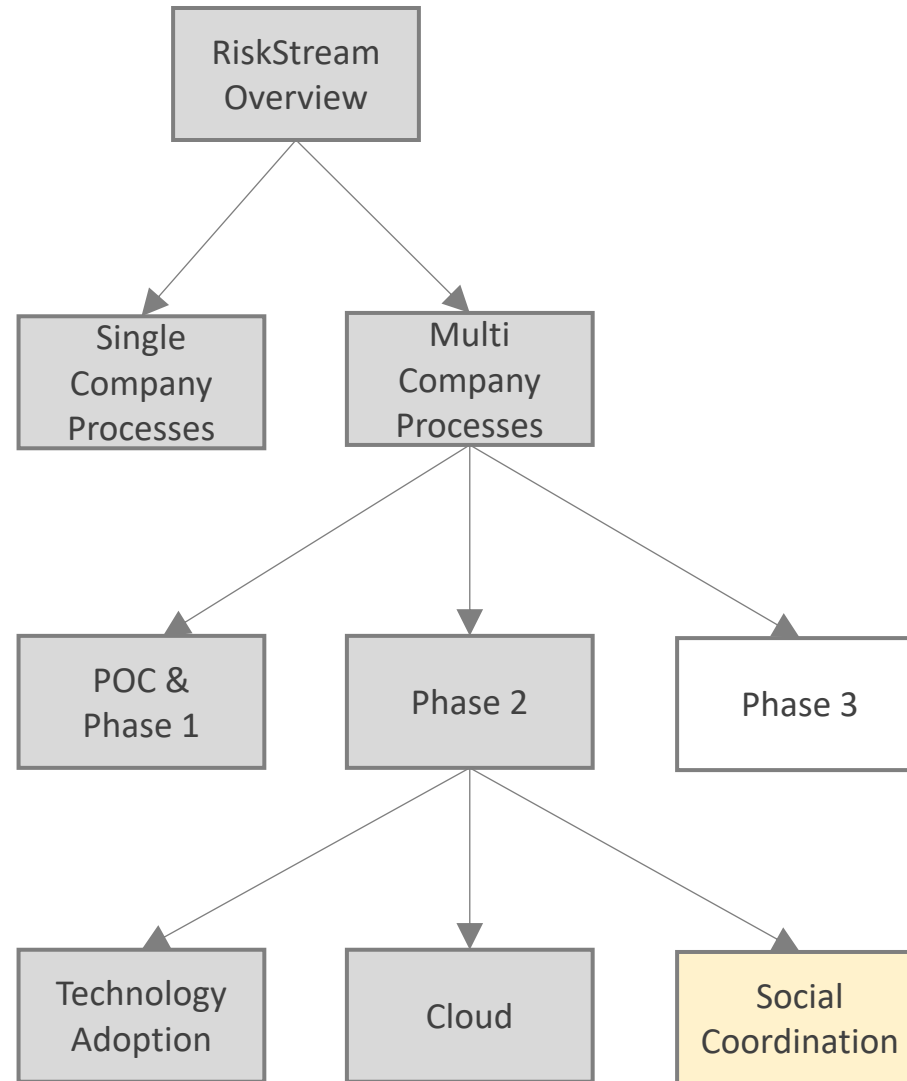 RiskStream
Overview
Single
Company
Processes
Multi
Company
Processes
POC &
Phase 1
Phase 2
Phase 3
Technology
Adoption
Cloud
Social
Coordination